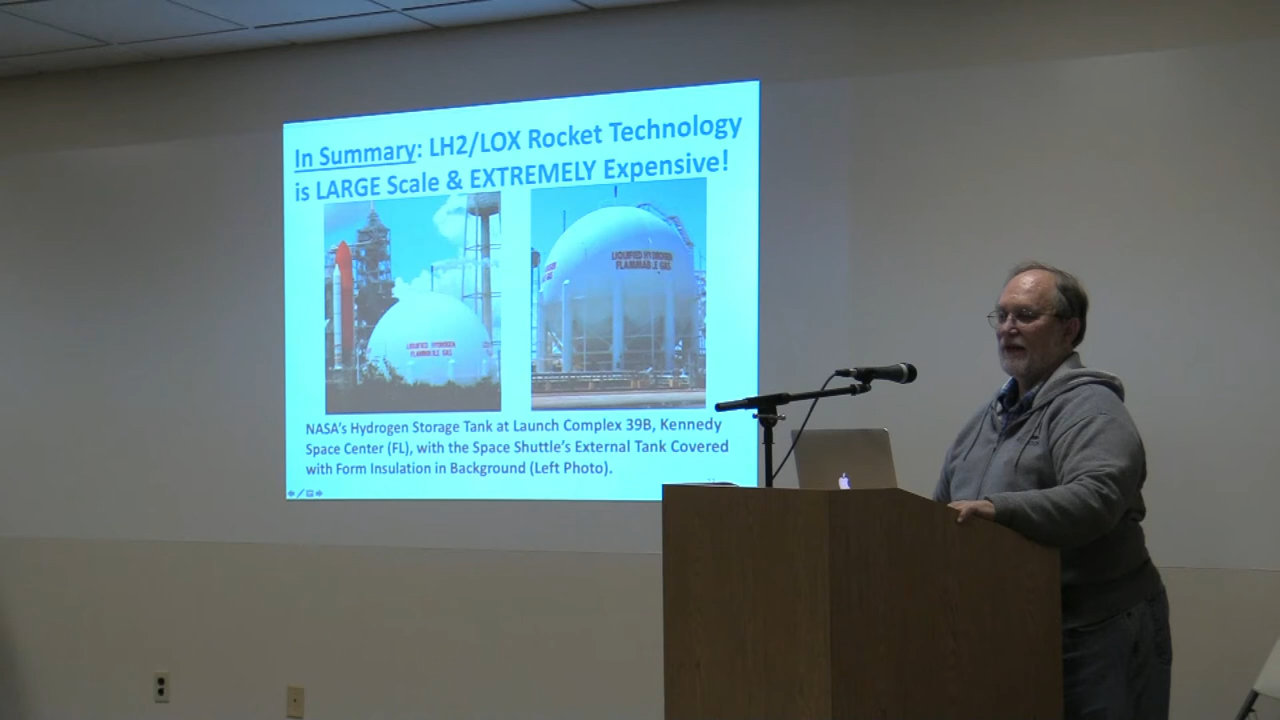 In Summary: LH2/LOX Rocket Technology
is LARGE Scale & EXTREMELY Expensive!
LIQUIFIED HYDROGEN
FLAMMABLE GAS
LIQUIFIED HYDROGEN
FLAMMABLE GAS
NASA's Hydrogen Storage Tank at Launch Complex 39B, Kennedy
Space Center (FL), with the Space Shuttle's External Tank Covered
with Form Insulation in Background (Left Photo).